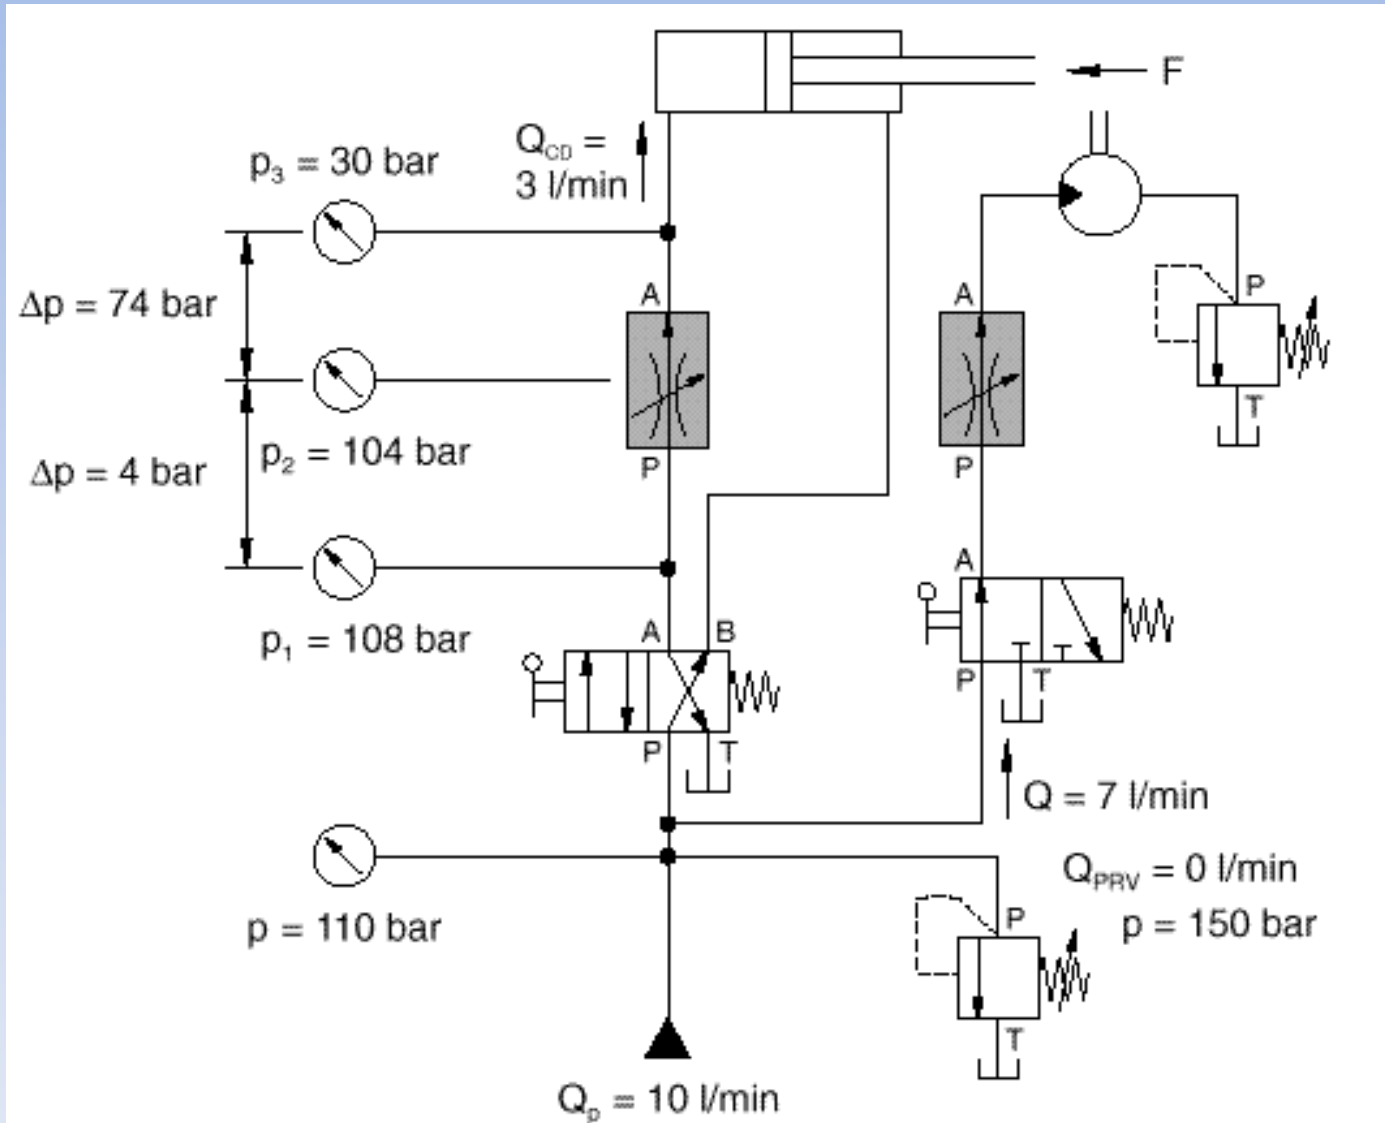 F
Q_CD =
3 l/min
p₃ = 30 bar
A
A
P
Δp = 74 bar
T
p₂ = 104 bar
P
P
Δp = 4 bar
A
p₁ = 108 bar
A B
P T
P T
Q = 7 l/min
Q_PRV = 0 l/min
p = 150 bar
p = 110 bar
P
T
Q_p = 10 l/min